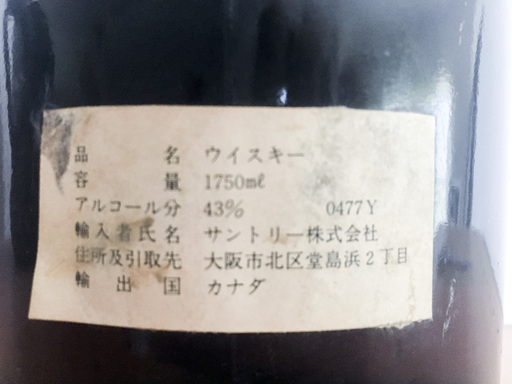 品名 ウイスキー
容量 1750mℓ
アルコール分 43% 0477Y
輸入者氏名 サントリー株式会社
住所及引取先 大阪市北区堂島浜2丁目
輸出国 カナダ